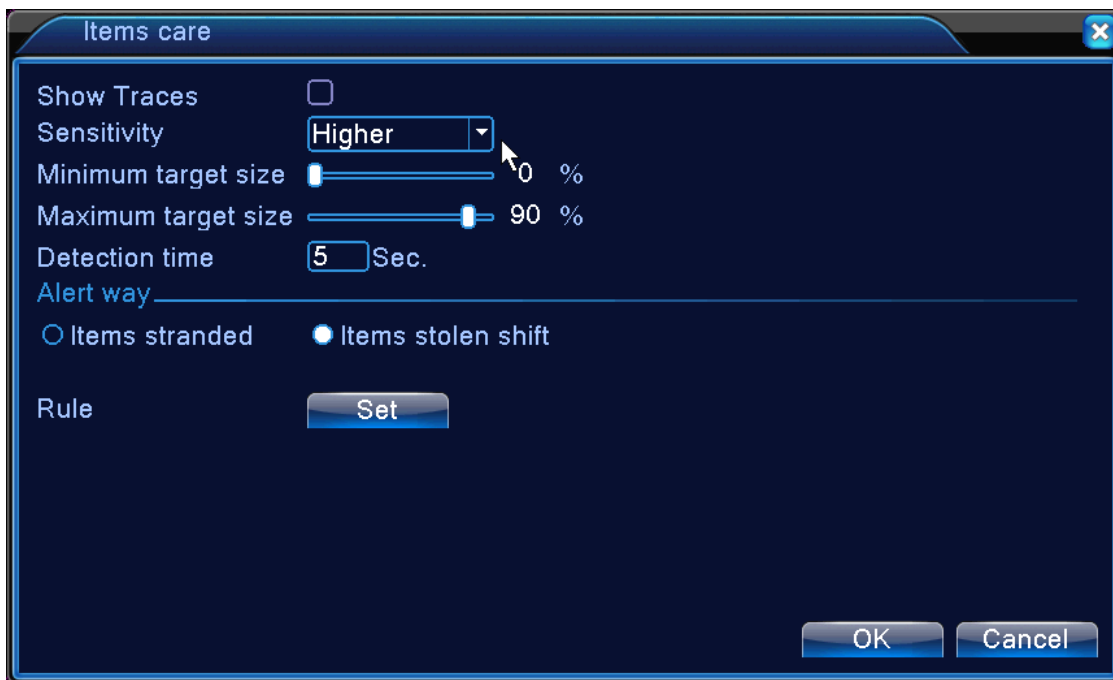 Items care
Show Traces
Sensitivity Higher
Minimum target size 0 %
Maximum target size 90 %
Detection time 5 Sec.
Alert way
Items stranded Items stolen shift
Rule Set
OK Cancel